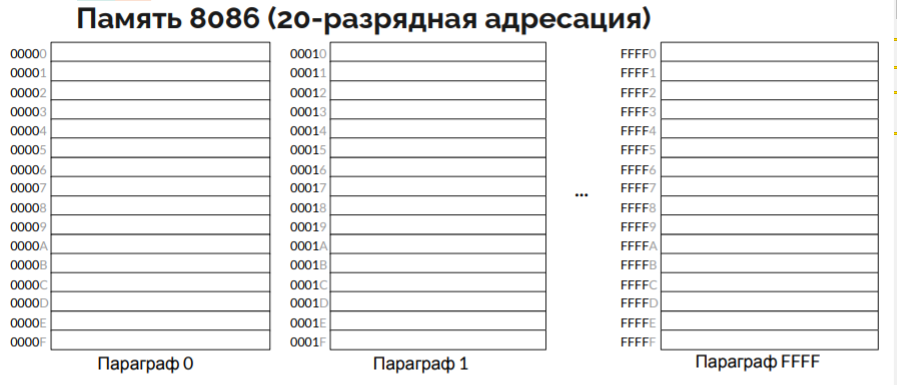 Память 8086 (20-разрядная адресация)
00000 00010 FFFF0
00001 00011 FFFF1
00002 00012 FFFF2
00003 00013 FFFF3
00004 00014 FFFF4
00005 00015 FFFF5
00006 00016 FFFF6
00007 00017 ... FFFF7
00008 00018 FFFF8
00009 00019 FFFF9
0000A 0001A FFFFA
0000B 0001B FFFFB
0000C 0001C FFFFC
0000D 0001D FFFFD
0000E 0001E FFFFE
0000F 0001F FFFFF
Параграф 0 Параграф 1 Параграф FFFF